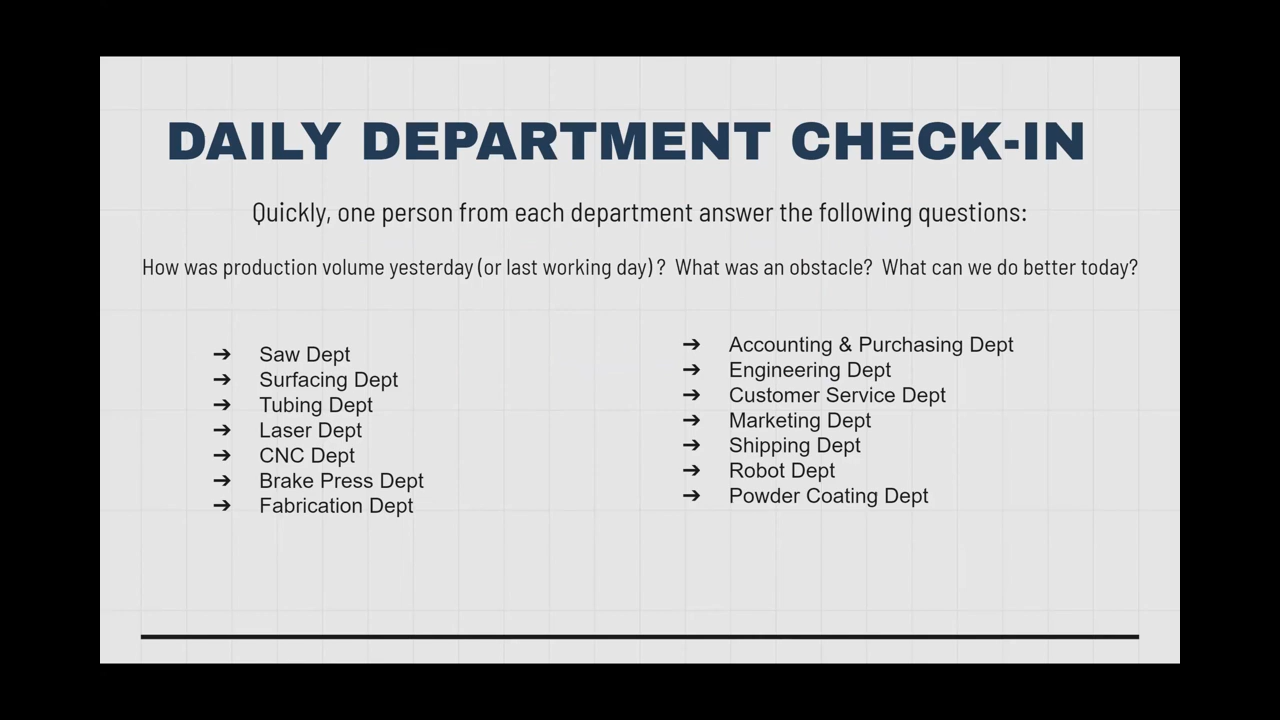 DAILY DEPARTMENT CHECK-IN
Quickly, one person from each department answer the following questions:
How was production volume yesterday (or last working day) ? What was an obstacle? What can we do better today?
➔ Saw Dept
➔ Surfacing Dept
➔ Tubing Dept
➔ Laser Dept
➔ CNC Dept
➔ Brake Press Dept
➔ Fabrication Dept
➔ Accounting & Purchasing Dept
➔ Engineering Dept
➔ Customer Service Dept
➔ Marketing Dept
➔ Shipping Dept
➔ Robot Dept
➔ Powder Coating Dept